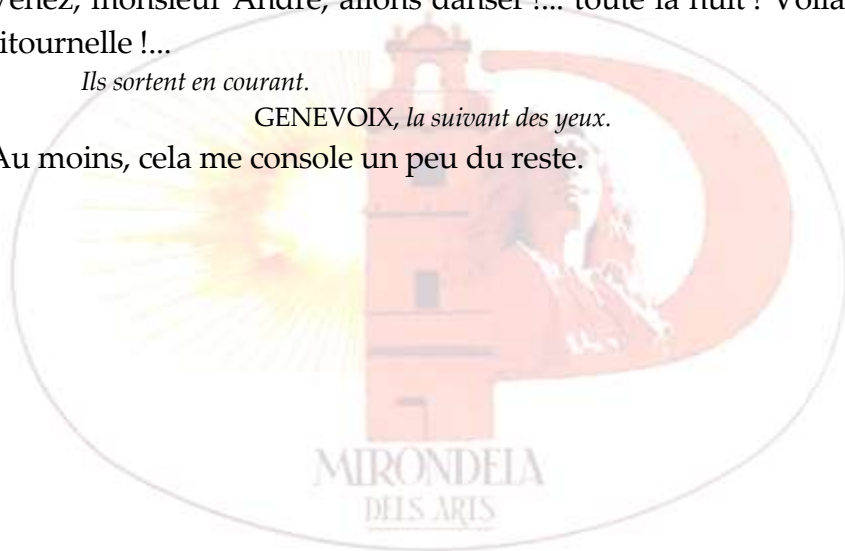 venez, monsieur André, allons danser !... toute la nuit ! Voilà
ritournelle !...
Ils sortent en courant.
GENEVOIX, la suivant des yeux.
Au moins, cela me console un peu du reste.
MIRONDELA
DELS ARTS